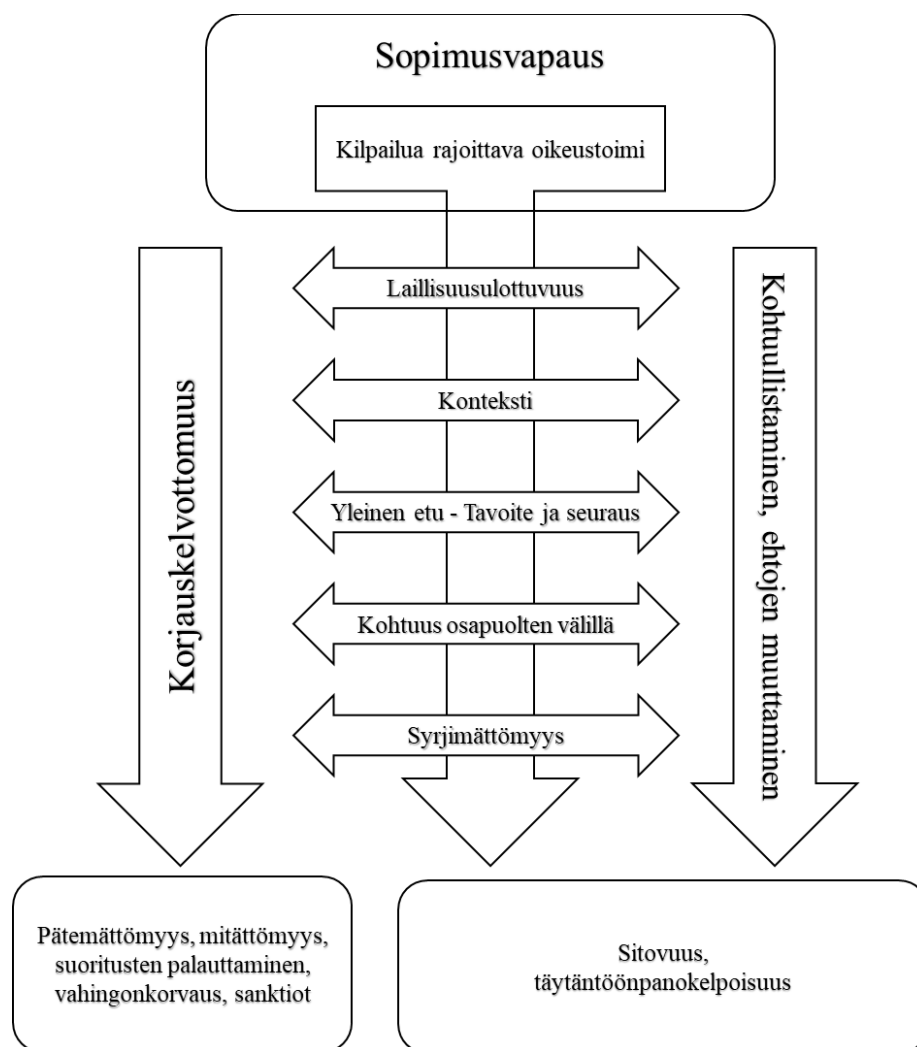 Sopimusvapaus
Kilpailua rajoittava oikeustoimi
Laillisuusulottuvuus
Konteksti
Yleinen etu - Tavoite ja seuraus
Kohtuus osapuolten välillä
Syrjimättömyys
Korjauskelvottomuus
Kohtuullistaminen, ehtojen muuttaminen
Pätemättömyys, mitättömyys,
suoritusten palauttaminen,
vahingonkorvaus, sanktiot
Sitovuus,
täytäntöönpanokelpoisuus